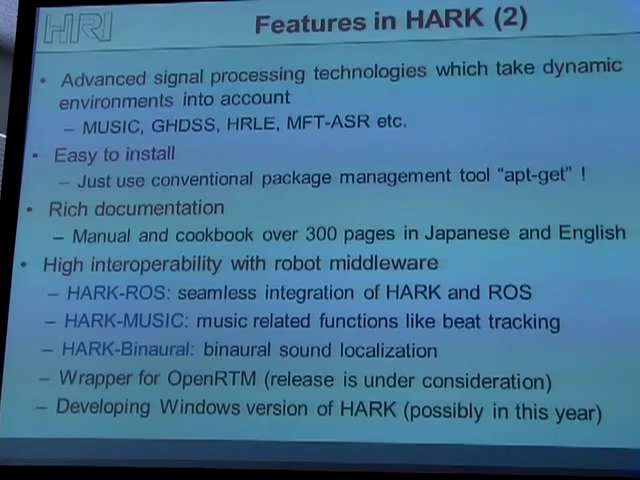 HRI
Features in HARK (2)
• Advanced signal processing technologies which take dynamic
environments into account
– MUSIC, GHDSS, HRLE, MFT-ASR etc.
• Easy to install
– Just use conventional package management tool “apt-get” !
• Rich documentation
– Manual and cookbook over 300 pages in Japanese and English
• High interoperability with robot middleware
– HARK-ROS: seamless integration of HARK and ROS
– HARK-MUSIC: music related functions like beat tracking
– HARK-Binaural: binaural sound localization
– Wrapper for OpenRTM (release is under consideration)
– Developing Windows version of HARK (possibly in this year)